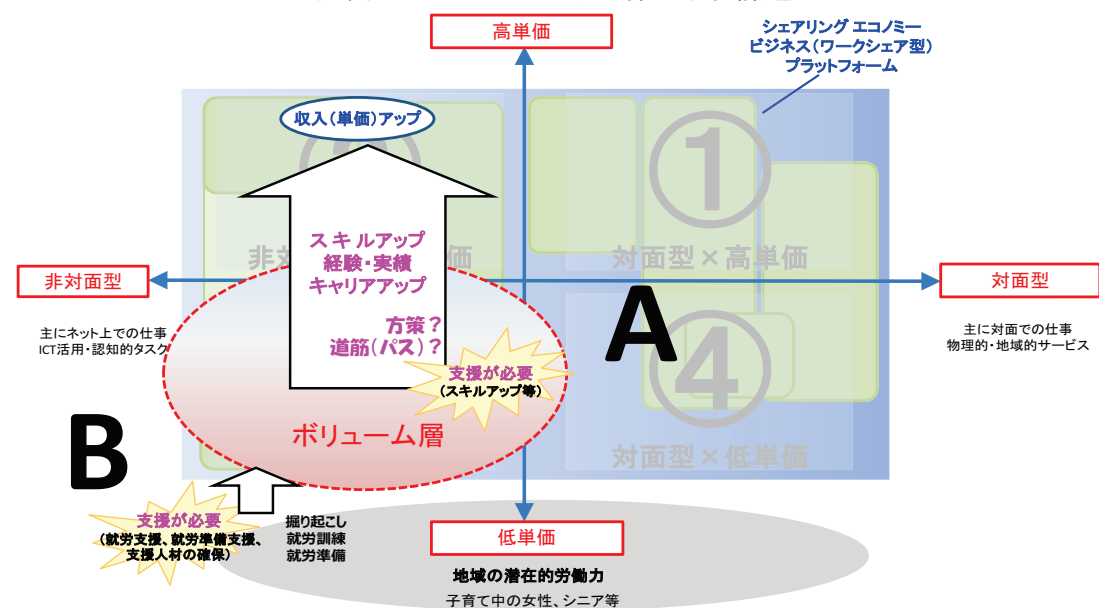 高単価
シェアリング エコノミー
ビジネス(ワークシェア型)
プラットフォーム
収入(単価)アップ
①
スキルアップ
経験・実績
キャリアアップ
非対
価
対面型×高単価
非対面型
対面型
主にネット上での仕事
ICT活用・認知的タスク
主に対面での仕事
物理的・地域的サービス
方策?
道筋(パス)?
A
支援が必要
(スキルアップ等)
④
ボリューム層
対面型×低単価
B
支援が必要
(就労支援、就労準備支援、
支援人材の確保)
掘り起こし
就労訓練
就労準備
低単価
地域の潜在的労働力
子育て中の女性、シニア等